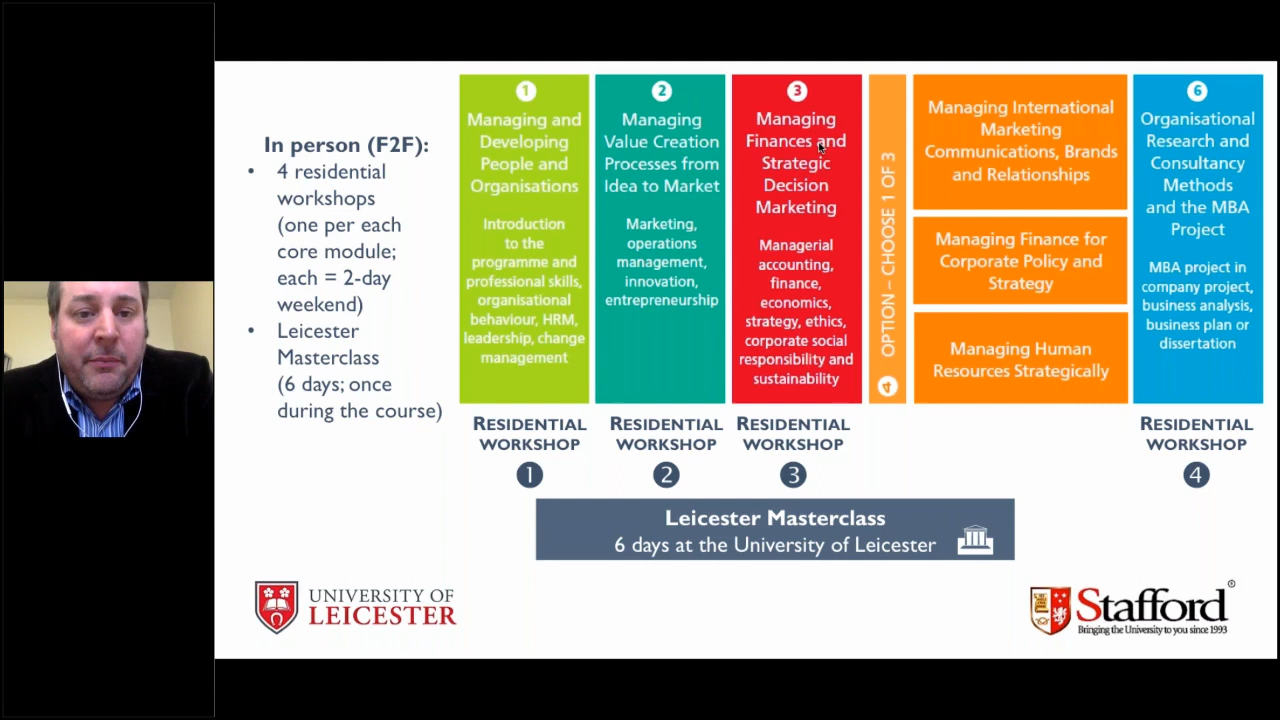 In person (F2F):
• 4 residential
workshops
(one per each
core module;
each = 2-day
weekend)
• Leicester
Masterclass
(6 days; once
during the course)
1
Managing and
Developing
People and
Organisations
Introduction
to the
programme and
professional skills,
organisational
behaviour, HRM,
leadership, change
management
2
Managing
Value Creation
Processes from
Idea to Market
Marketing,
operations
management,
innovation,
entrepreneurship
3
Managing
Finances and
Strategic
Decision
Marketing
Managerial
accounting,
finance,
economics,
strategy, ethics,
corporate social
responsibility and
sustainability
4 OPTION – CHOOSE 1 OF 3
Managing International
Marketing
Communications, Brands
and Relationships
Managing Finance for
Corporate Policy and
Strategy
Managing Human
Resources Strategically
6
Organisational
Research and
Consultancy
Methods
and the MBA
Project
MBA project in
company project,
business analysis,
business plan or
dissertation
RESIDENTIAL
WORKSHOP
1
RESIDENTIAL
WORKSHOP
2
RESIDENTIAL
WORKSHOP
3
RESIDENTIAL
WORKSHOP
4
Leicester Masterclass
6 days at the University of Leicester
UNIVERSITY OF
LEICESTER
Stafford®
Bringing the University to you since 1993